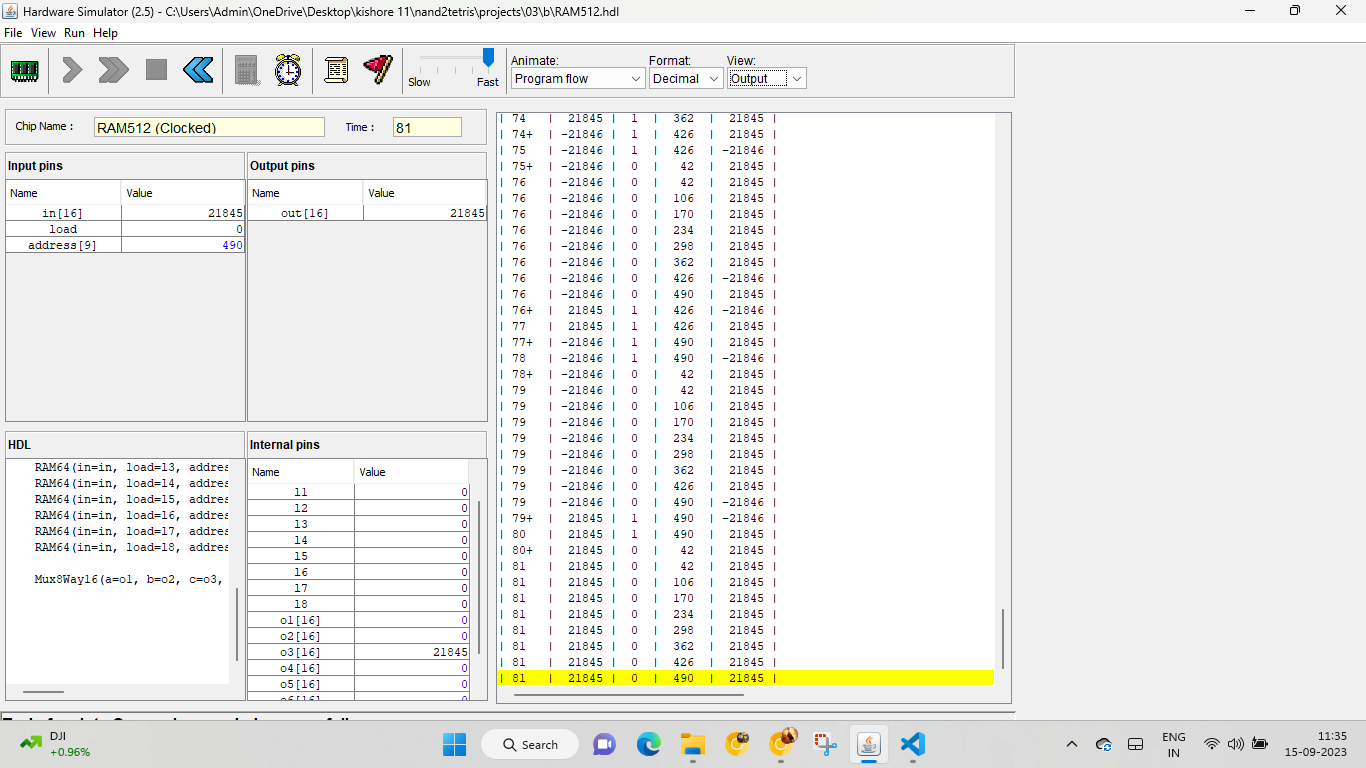 Hardware Simulator (2.5) - C:\Users\Admin\OneDrive\Desktop\kishore 11\nand2tetris\projects\03\b\RAM512.hdl
File View Run Help
Slow Fast
Animate:
Program flow
Format:
Decimal
View:
Output
Chip Name : RAM512 (Clocked) Time : 81
Input pins
Name Value
in[16] 21845
load 0
address[9] 490
Output pins
Name Value
out[16] 21845
HDL
RAM64(in=in, load=l3, addres
RAM64(in=in, load=l4, addres
RAM64(in=in, load=l5, addres
RAM64(in=in, load=l6, addres
RAM64(in=in, load=l7, addres
RAM64(in=in, load=l8, addres
Mux8Way16(a=o1, b=o2, c=o3,
Internal pins
Name Value
l1 0
l2 0
l3 0
l4 0
l5 0
l6 0
l7 0
l8 0
o1[16] 0
o2[16] 0
o3[16] 21845
o4[16] 0
o5[16] 0
| 74 | 21845 | 1 | 362 | 21845 |
| 74+ | -21846 | 1 | 426 | 21845 |
| 75 | -21846 | 1 | 426 | -21846 |
| 75+ | -21846 | 0 | 42 | 21845 |
| 76 | -21846 | 0 | 42 | 21845 |
| 76 | -21846 | 0 | 106 | 21845 |
| 76 | -21846 | 0 | 170 | 21845 |
| 76 | -21846 | 0 | 234 | 21845 |
| 76 | -21846 | 0 | 298 | 21845 |
| 76 | -21846 | 0 | 362 | 21845 |
| 76 | -21846 | 0 | 426 | -21846 |
| 76 | -21846 | 0 | 490 | 21845 |
| 76+ | 21845 | 1 | 426 | -21846 |
| 77 | 21845 | 1 | 426 | 21845 |
| 77+ | -21846 | 1 | 490 | 21845 |
| 78 | -21846 | 1 | 490 | -21846 |
| 78+ | -21846 | 0 | 42 | 21845 |
| 79 | -21846 | 0 | 42 | 21845 |
| 79 | -21846 | 0 | 106 | 21845 |
| 79 | -21846 | 0 | 170 | 21845 |
| 79 | -21846 | 0 | 234 | 21845 |
| 79 | -21846 | 0 | 298 | 21845 |
| 79 | -21846 | 0 | 362 | 21845 |
| 79 | -21846 | 0 | 426 | 21845 |
| 79 | -21846 | 0 | 490 | -21846 |
| 79+ | 21845 | 1 | 490 | -21846 |
| 80 | 21845 | 1 | 490 | 21845 |
| 80+ | 21845 | 0 | 42 | 21845 |
| 81 | 21845 | 0 | 42 | 21845 |
| 81 | 21845 | 0 | 106 | 21845 |
| 81 | 21845 | 0 | 170 | 21845 |
| 81 | 21845 | 0 | 234 | 21845 |
| 81 | 21845 | 0 | 298 | 21845 |
| 81 | 21845 | 0 | 362 | 21845 |
| 81 | 21845 | 0 | 426 | 21845 |
| 81 | 21845 | 0 | 490 | 21845 |
DJI
+0.96%
Search
ENG
IN
11:35
15-09-2023